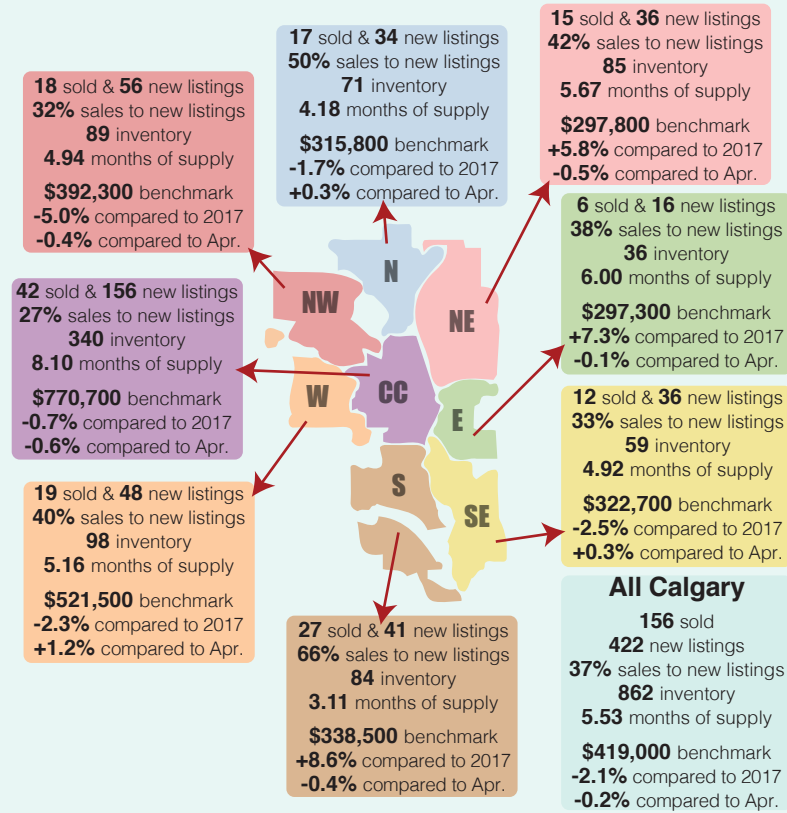 18 sold & 56 new listings
32% sales to new listings
89 inventory
4.94 months of supply
$392,300 benchmark
-5.0% compared to 2017
-0.4% compared to Apr.
17 sold & 34 new listings
50% sales to new listings
71 inventory
4.18 months of supply
$315,800 benchmark
-1.7% compared to 2017
+0.3% compared to Apr.
15 sold & 36 new listings
42% sales to new listings
85 inventory
5.67 months of supply
$297,800 benchmark
+5.8% compared to 2017
-0.5% compared to Apr.
42 sold & 156 new listings
27% sales to new listings
340 inventory
8.10 months of supply
$770,700 benchmark
-0.7% compared to 2017
-0.6% compared to Apr.
N
NW
NE
W
CC
E
S
SE
6 sold & 16 new listings
38% sales to new listings
36 inventory
6.00 months of supply
$297,300 benchmark
+7.3% compared to 2017
-0.1% compared to Apr.
12 sold & 36 new listings
33% sales to new listings
59 inventory
4.92 months of supply
$322,700 benchmark
-2.5% compared to 2017
+0.3% compared to Apr.
19 sold & 48 new listings
40% sales to new listings
98 inventory
5.16 months of supply
$521,500 benchmark
-2.3% compared to 2017
+1.2% compared to Apr.
27 sold & 41 new listings
66% sales to new listings
84 inventory
3.11 months of supply
$338,500 benchmark
+8.6% compared to 2017
-0.4% compared to Apr.
All Calgary
156 sold
422 new listings
37% sales to new listings
862 inventory
5.53 months of supply
$419,000 benchmark
-2.1% compared to 2017
-0.2% compared to Apr.